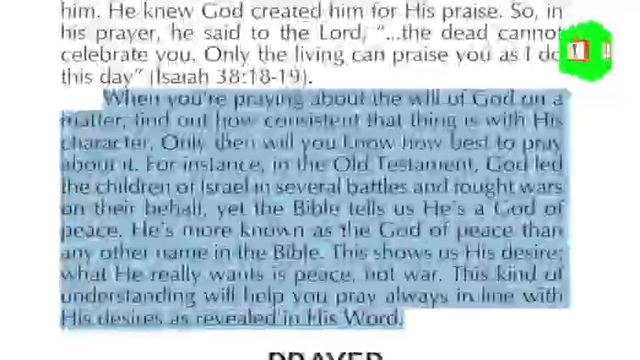 him. He knew God created him for His praise. So, in
his prayer, he said to the Lord, “...the dead cannot
celebrate you. Only the living can praise you as I do
this day” (Isaiah 38:18-19).
When you’re praying about the will of God on a
matter, find out how consistent that thing is with His
character. Only then will you know how best to pray
about it. For instance, in the Old Testament, God led
the children of Israel in several battles and fought wars
on their behalf, yet the Bible tells us He’s a God of
peace. He’s more known as the God of peace than
any other name in the Bible. This shows us His desire;
what He really wants is peace, not war. This kind of
understanding will help you pray always in line with
His desires as revealed in His Word.
PRAYER